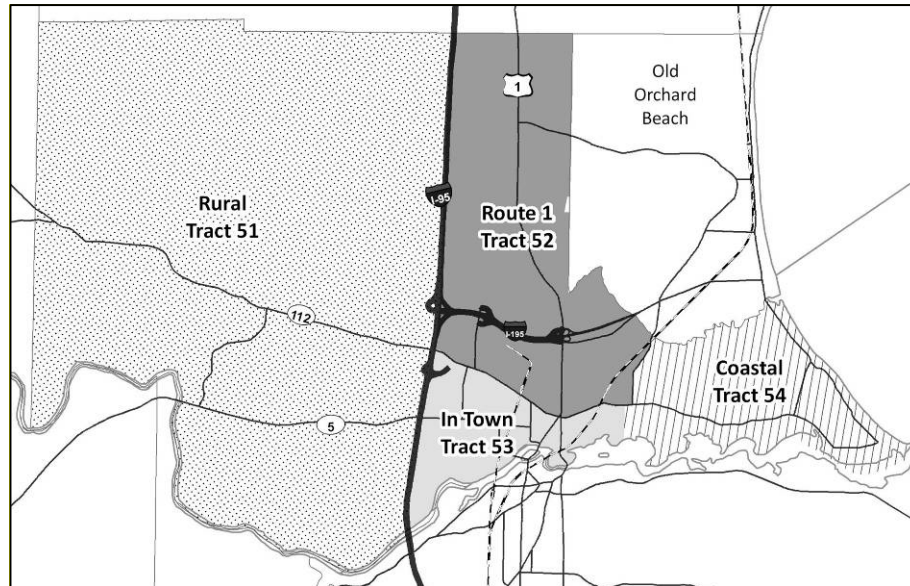 1
Old
Orchard
Beach
I-95
Rural
Tract 51
Route 1
Tract 52
112
I-195
Coastal
Tract 54
5
In Town
Tract 53